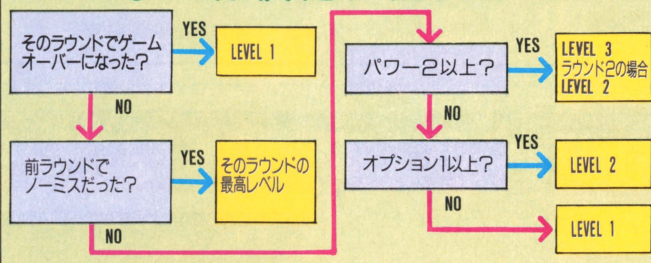 そのラウンドでゲーム
オーバーになった?
YES
LEVEL 1
NO
前ラウンドで
ノーミスだった?
YES
そのラウンドの
最高レベル
NO
パワー2以上?
YES
LEVEL 3
ラウンド2の場合
LEVEL 2
NO
オプション1以上?
YES
LEVEL 2
NO
LEVEL 1